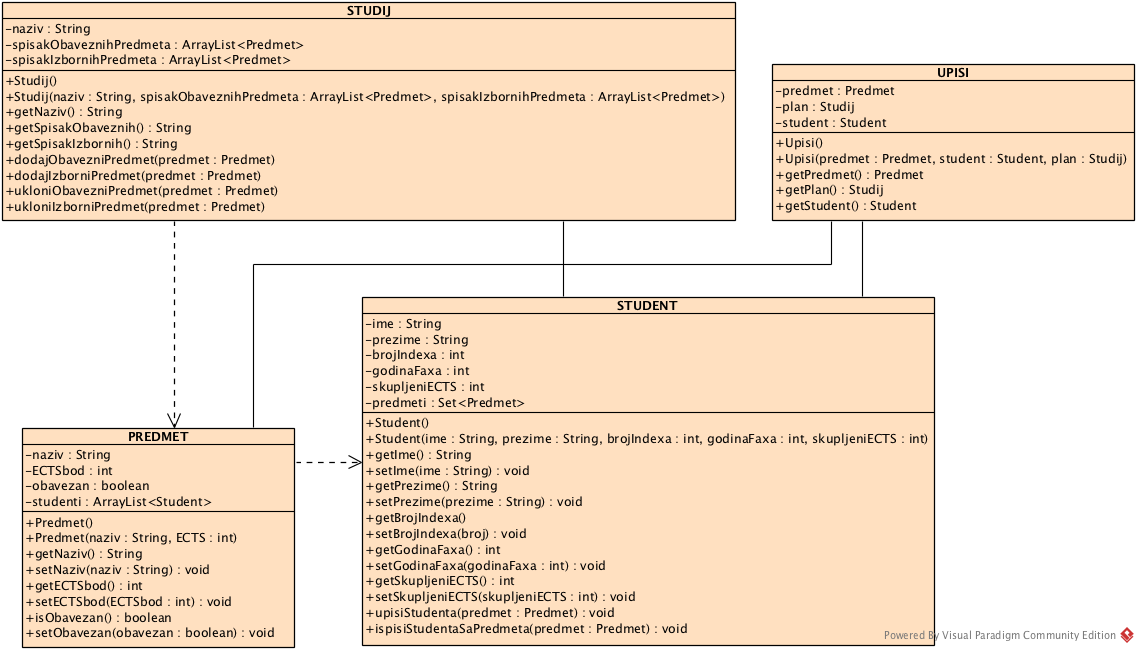 STUDIJ
-naziv : String
-spisakObaveznihPredmeta : ArrayList<Predmet>
-spisakIzbornihPredmeta : ArrayList<Predmet>
+Studij()
+Studij(naziv : String, spisakObaveznihPredmeta : ArrayList<Predmet>, spisakIzbornihPredmeta : ArrayList<Predmet>)
+getNaziv() : String
+getSpisakObaveznih() : String
+getSpisakIzbornih() : String
+dodajObavezniPredmet(predmet : Predmet)
+dodajIzborniPredmet(predmet : Predmet)
+ukloniObavezniPredmet(predmet : Predmet)
+ukloniIzborniPredmet(predmet : Predmet)
UPISI
-predmet : Predmet
-plan : Studij
-student : Student
+Upisi()
+Upisi(predmet : Predmet, student : Student, plan : Studij)
+getPredmet() : Predmet
+getPlan() : Studij
+getStudent() : Student
STUDENT
-ime : String
-prezime : String
-brojIndexa : int
-godinaFaxa : int
-skupljeniECTS : int
-predmeti : Set<Predmet>
+Student()
+Student(ime : String, prezime : String, brojIndexa : int, godinaFaxa : int, skupljeniECTS : int)
+getIme() : String
+setIme(ime : String) : void
+getPrezime() : String
+setPrezime(prezime : String) : void
+getBrojIndexa()
+setBrojIndexa(broj) : void
+getGodinaFaxa() : int
+setGodinaFaxa(godinaFaxa : int) : void
+getSkupljeniECTS() : int
+setSkupljeniECTS(skupljeniECTS : int) : void
+upisiStudenta(predmet : Predmet) : void
+ispisiStudentaSaPredmeta(predmet : Predmet) : void
PREDMET
-naziv : String
-ECTSbod : int
-obavezan : boolean
-studenti : ArrayList<Student>
+Predmet()
+Predmet(naziv : String, ECTS : int)
+getNaziv() : String
+setNaziv(naziv : String) : void
+getECTSbod() : int
+setECTSbod(ECTSbod : int) : void
+isObavezan() : boolean
+setObavezan(obavezan : boolean) : void
Powered By Visual Paradigm Community Edition